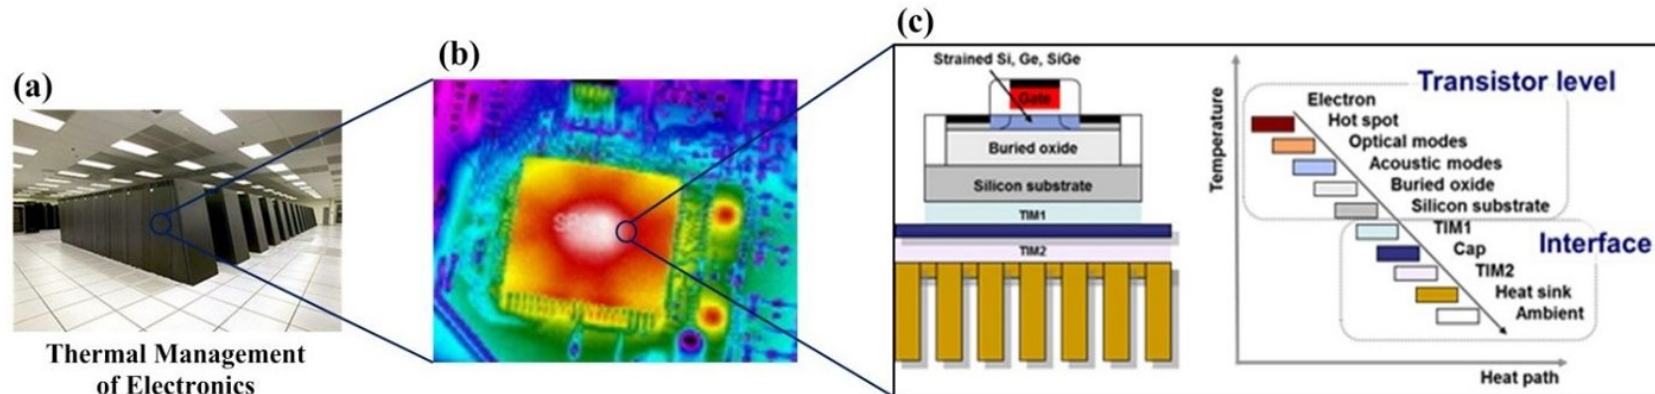 (a)
Thermal Management
of Electronics
(b)
(c)
Strained Si, Ge, SiGe
Gate
Buried oxide
Silicon substrate
TIM1
TIM2
Temperature
Transistor level
Electron
Hot spot
Optical modes
Acoustic modes
Buried oxide
Silicon substrate
TIM1
Interface
Cap
TIM2
Heat sink
Ambient
Heat path